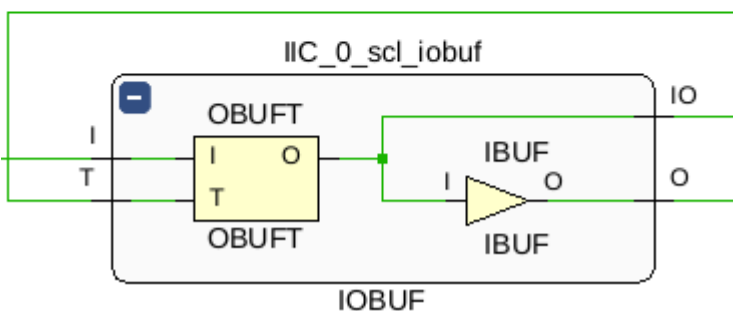 IIC_0_scl_iobuf
OBUFT
IO
I
I O
IBUF
T
T
I O
O
OBUFT
IBUF
IOBUF